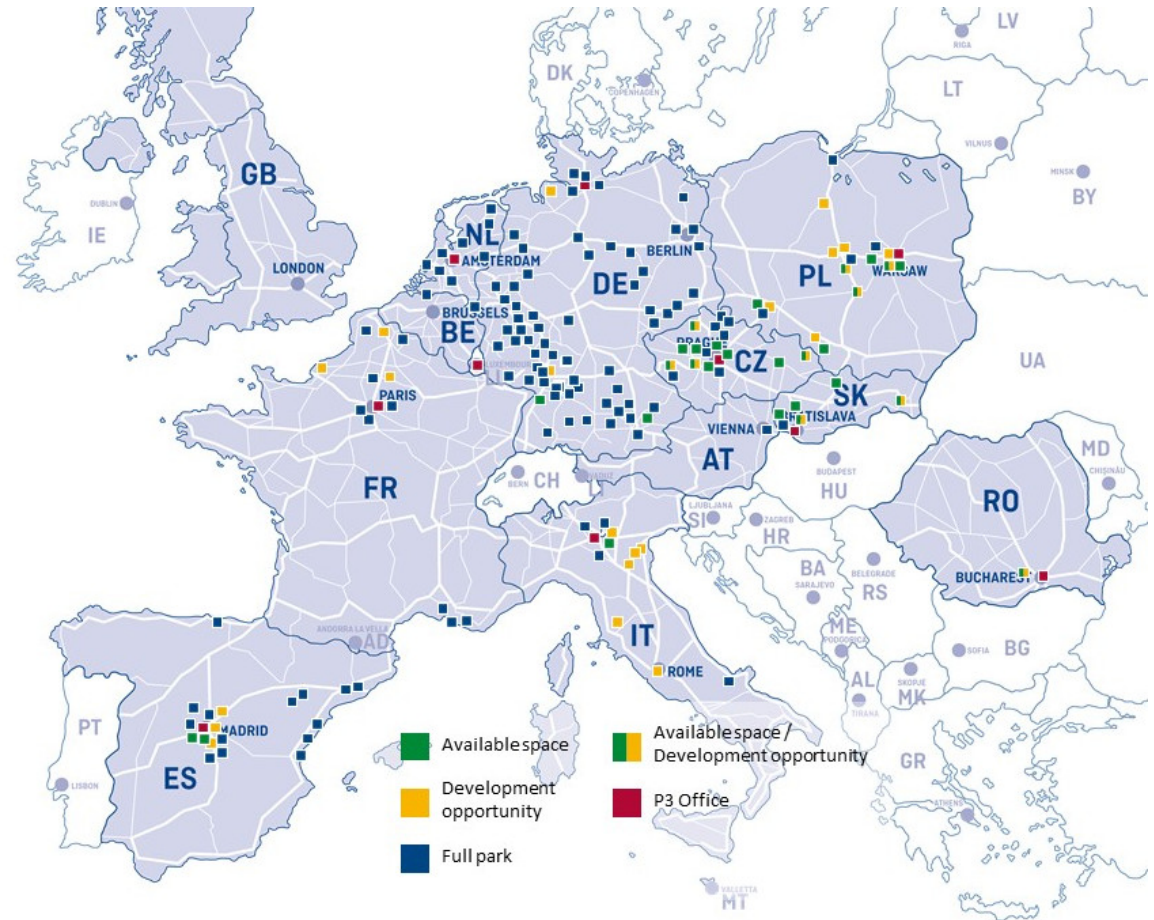 LV
RIGA
DK
COPENHAGEN
LT
VILNIUS
MINSK
BY
GB
DUBLIN
IE
LONDON
NL
AMSTERDAM
BERLIN
DE
PL
WARSAW
BRUSSELS
BE
LUXEMBOURG
PRAGUE
CZ
UA
PARIS
SK
BRATISLAVA
VIENNA
AT
FR
BERN
CH
VADUZ
LI
BUDAPEST
HU
MD
CHIȘINĂU
RO
LJUBLJANA
SI
ZAGREB
HR
BUCHAREST
BA
SARAJEVO
BELGRADE
RS
ANDORRA LA VELLA
AD
IT
ROME
ME
PODGORICA
SOFIA
BG
AL
TIRANA
SKOPJE
MK
PT
LISBON
MADRID
ES
GR
ATHENS
Available space
Development
opportunity
Full park
Available space /
Development opportunity
P3 Office
VALLETTA
MT